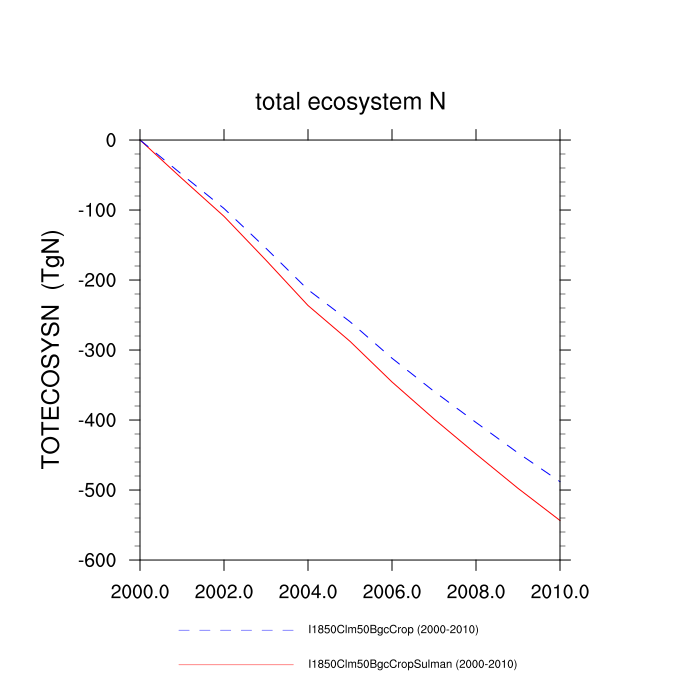 total ecosystem N
TOTECOSYSN (TgN)
0
-100
-200
-300
-400
-500
-600
2000.0 2002.0 2004.0 2006.0 2008.0 2010.0
I1850Clm50BgcCrop (2000-2010)
I1850Clm50BgcCropSulman (2000-2010)